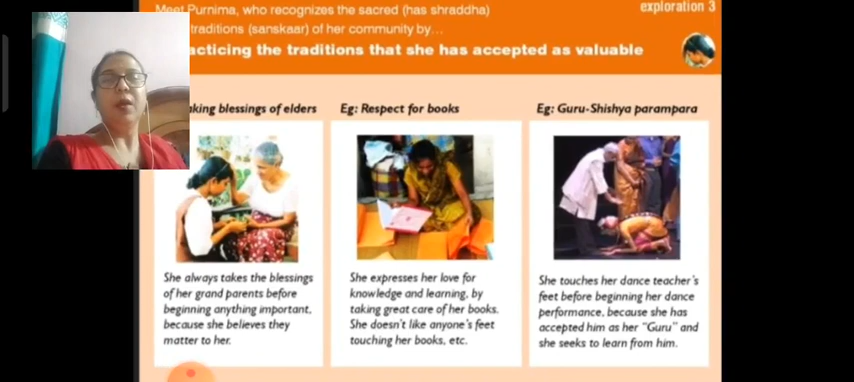 Meet Purnima, who recognizes the sacred (has shraddha)
exploration 3
traditions (sanskaar) of her community by...
acticing the traditions that she has accepted as valuable
aking blessings of elders
Eg: Respect for books
Eg: Guru-Shishya parampara
She always takes the blessings
of her grand parents before
beginning anything important,
because she believes they
matter to her.
She expresses her love for
knowledge and learning, by
taking great care of her books.
She doesn't like anyone's feet
touching her books, etc.
She touches her dance teacher's
feet before beginning her dance
performance, because she has
accepted him as her "Guru" and
she seeks to learn from him.